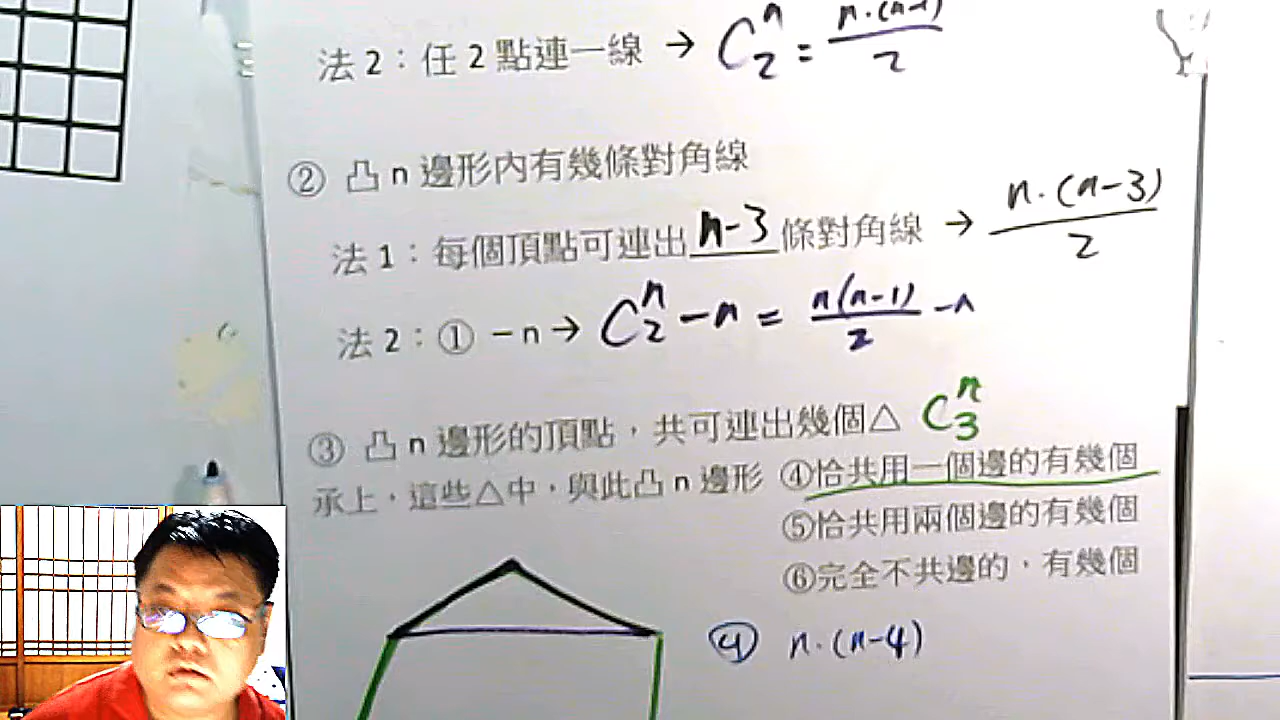 法 2：任 2 點連一線 → C n 2 = n·(n-1) / 2
② 凸 n 邊形內有幾條對角線
法 1：每個頂點可連出 n-3 條對角線 → n·(n-3) / 2
法 2：① －n → C n 2 - n = n(n-1) / 2 - n
③ 凸 n 邊形的頂點，共可連出幾個△ C n 3
承上，這些△中，與此凸 n 邊形 ④恰共用一個邊的有幾個
⑤恰共用兩個邊的有幾個
⑥完全不共邊的，有幾個
④ n·(n-4)